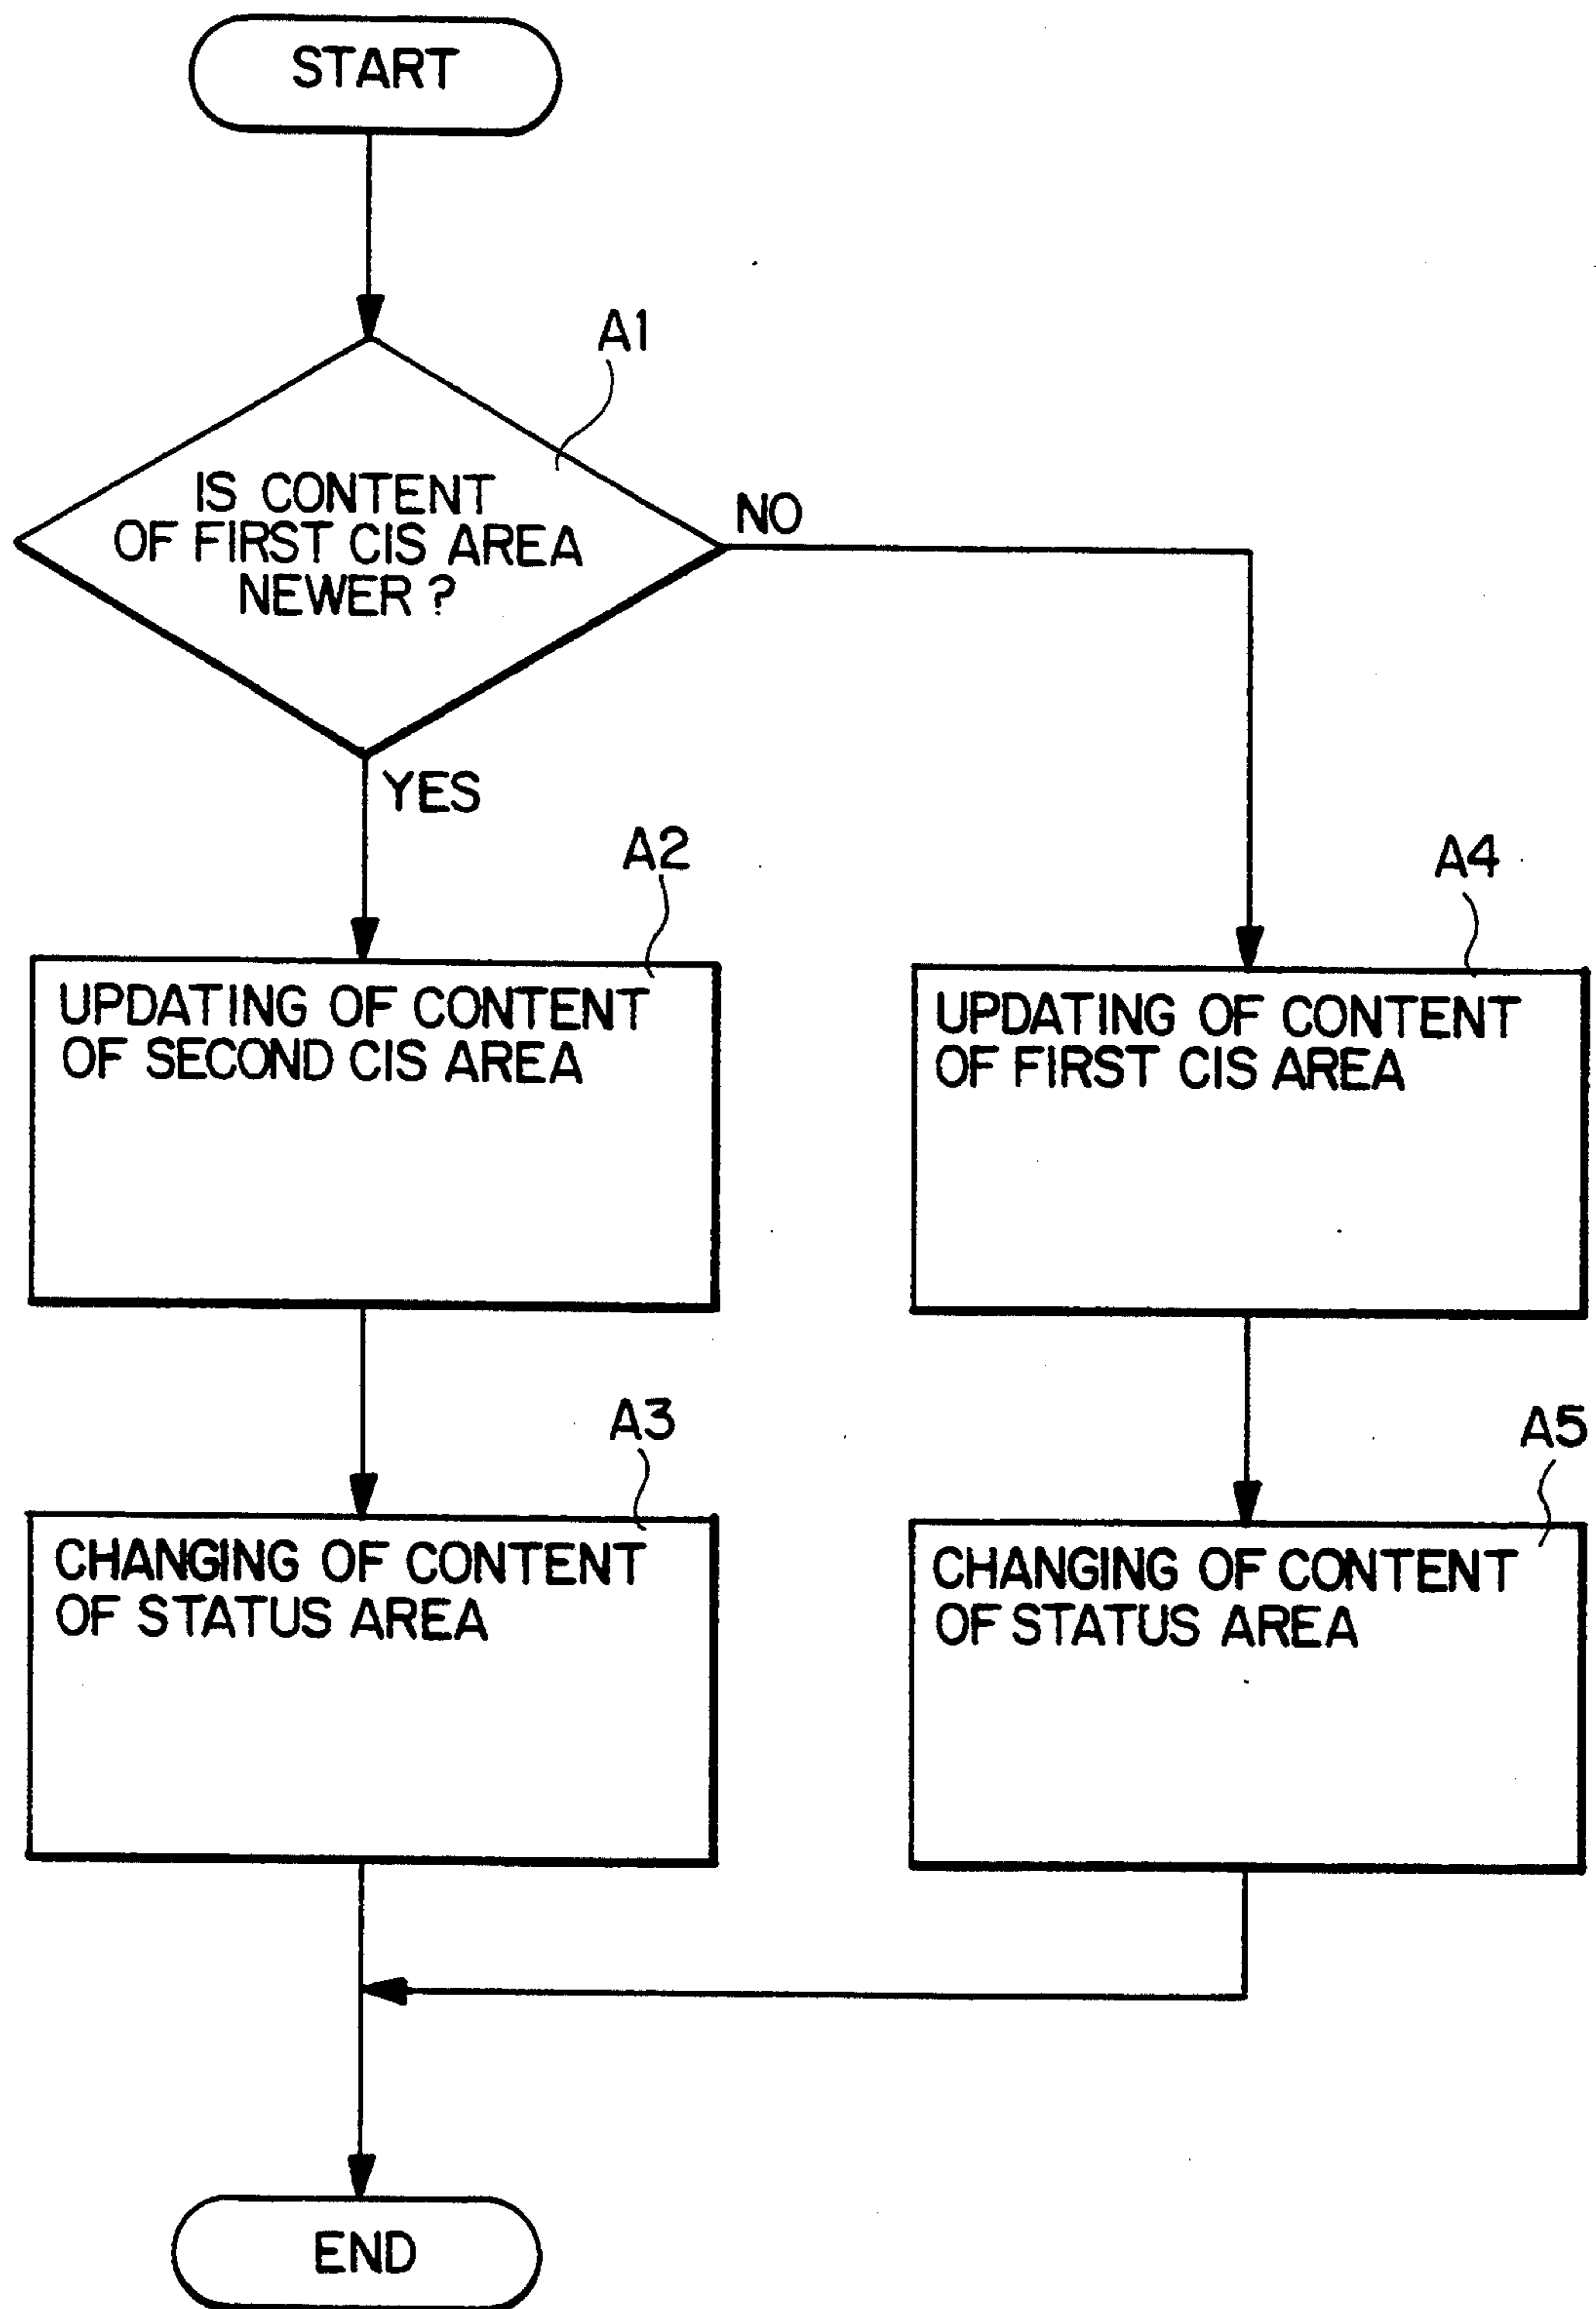 START
A1
IS CONTENT
OF FIRST CIS AREA
NEWER ?
NO
YES
A2
UPDATING OF CONTENT
OF SECOND CIS AREA
A4
UPDATING OF CONTENT
OF FIRST CIS AREA
A3
CHANGING OF CONTENT
OF STATUS AREA
A5
CHANGING OF CONTENT
OF STATUS AREA
END